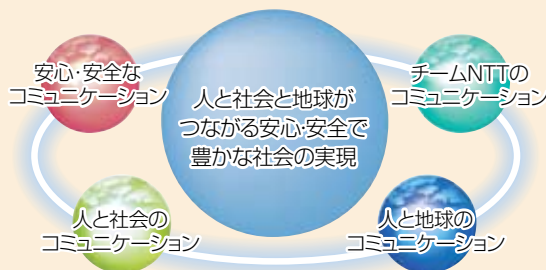 安心・安全な
コミュニケーション
チームNTTの
コミュニケーション
人と社会と地球が
つながる安心・安全で
豊かな社会の実現
人と社会の
コミュニケーション
人と地球の
コミュニケーション